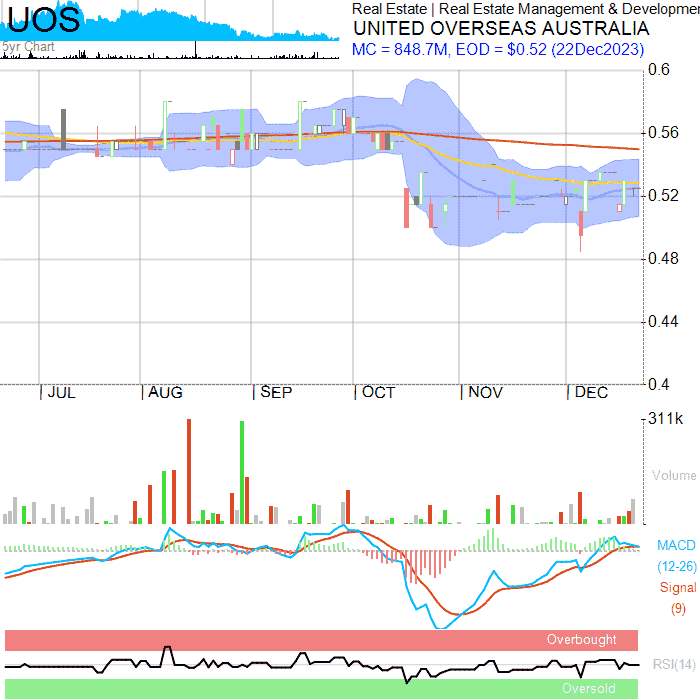 UOS
5yr Chart
Real Estate | Real Estate Management & Developmen
UNITED OVERSEAS AUSTRALIA
MC = 848.7M, EOD = $0.52 (22Dec2023)
0.6
0.56
0.52
0.48
0.44
0.4
JUL AUG SEP OCT NOV DEC
311k
Volume
MACD
(12-26)
Signal
(9)
Overbought
RSI(14)
Oversold